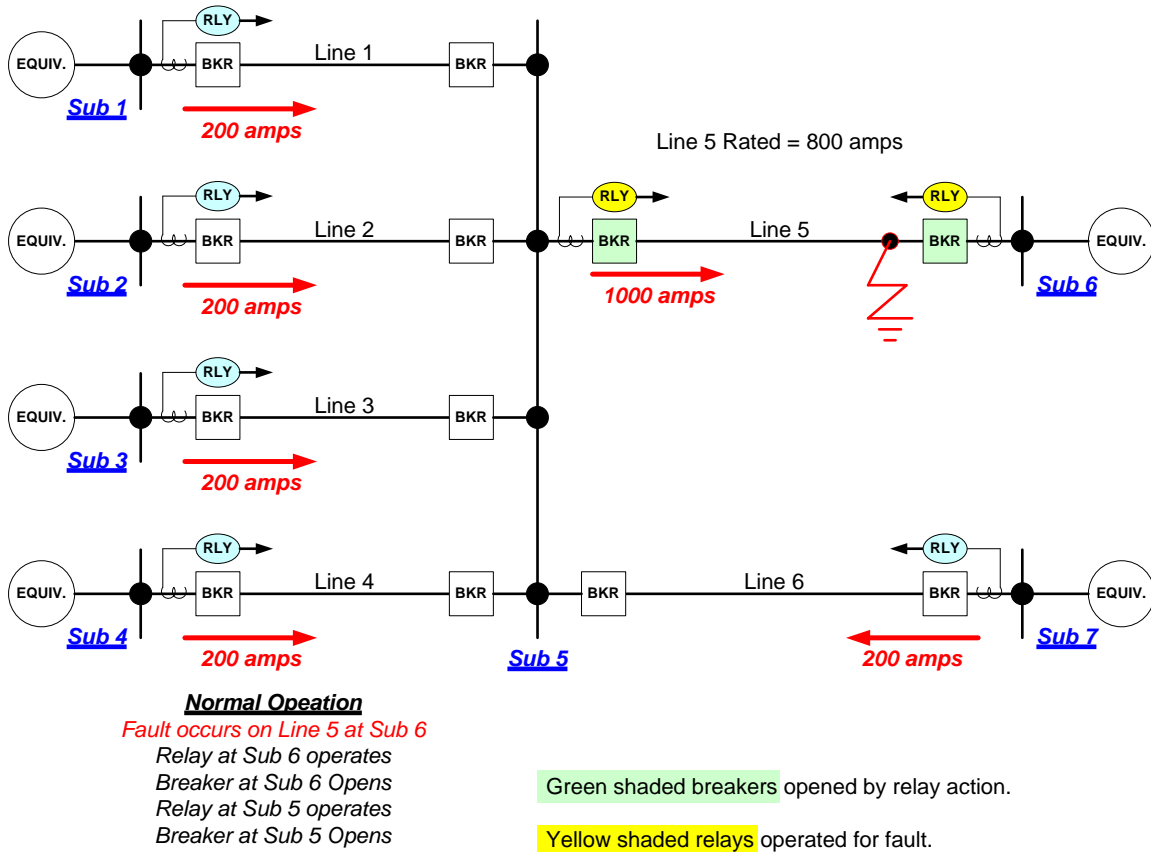 RLY
EQUIV. BKR Line 1 BKR
Sub 1
200 amps
Line 5 Rated = 800 amps
RLY RLY RLY
EQUIV. BKR Line 2 BKR BKR Line 5 BKR EQUIV.
Sub 2 Sub 6
200 amps 1000 amps
RLY
EQUIV. BKR Line 3 BKR
Sub 3
200 amps
RLY RLY
EQUIV. BKR Line 4 BKR BKR Line 6 BKR EQUIV.
Sub 4 Sub 5 Sub 7
200 amps 200 amps
Normal Opeation
Fault occurs on Line 5 at Sub 6
Relay at Sub 6 operates
Breaker at Sub 6 Opens
Relay at Sub 5 operates
Breaker at Sub 5 Opens
Green shaded breakers opened by relay action.
Yellow shaded relays operated for fault.